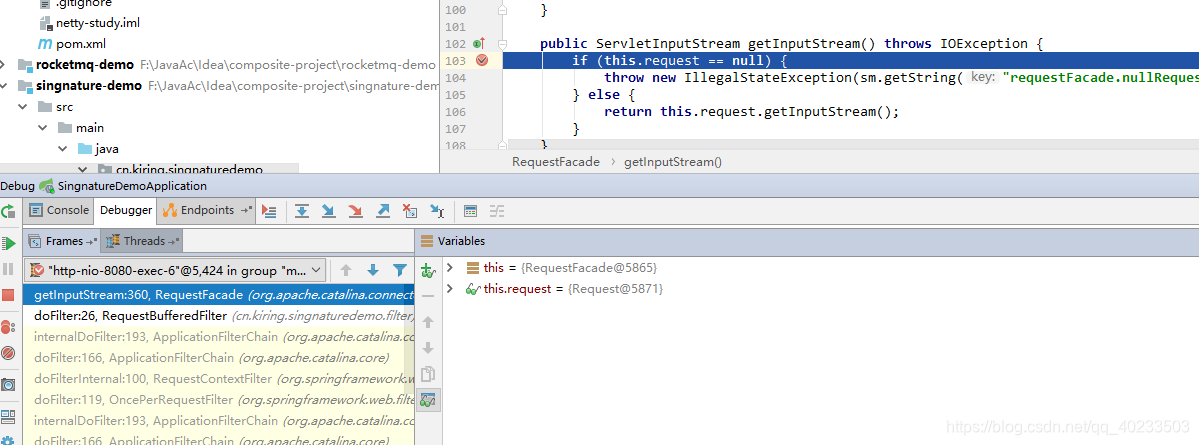 .gitignore
netty-study.iml
pom.xml
rocketmq-demo F:\JavaAc\Idea\composite-project\rocketmq-demo
singnature-demo F:\JavaAc\Idea\composite-project\singnature-demo
src
main
java
cn.kiring.singnaturedemo
100 }
101
102 public ServletInputStream getInputStream() throws IOException {
103 if (this.request == null) {
104 throw new IllegalStateException(sm.getString( key: "requestFacade.nullReque
105 } else {
106 return this.request.getInputStream();
107 }
108 }
RequestFacade › getInputStream()
Debug SingnatureDemoApplication
Console Debugger Endpoints
Frames Threads
Variables
"http-nio-8080-exec-6"@5,424 in group "m...
getInputStream:360, RequestFacade (org.apache.catalina.connect
doFilter:26, RequestBufferedFilter (cn.kiring.singnaturedemo.filter)
internalDoFilter:193, ApplicationFilterChain (org.apache.catalina.co
doFilter:166, ApplicationFilterChain (org.apache.catalina.core)
doFilterInternal:100, RequestContextFilter (org.springframework.w
doFilter:119, OncePerRequestFilter (org.springframework.web.filte
internalDoFilter:193, ApplicationFilterChain (org.apache.catalina.co
doFilter:166, ApplicationFilterChain (org.apache.catalina.core)
this = {RequestFacade@5865}
this.request = {Request@5871}
https://blog.csdn.net/qq_40233503